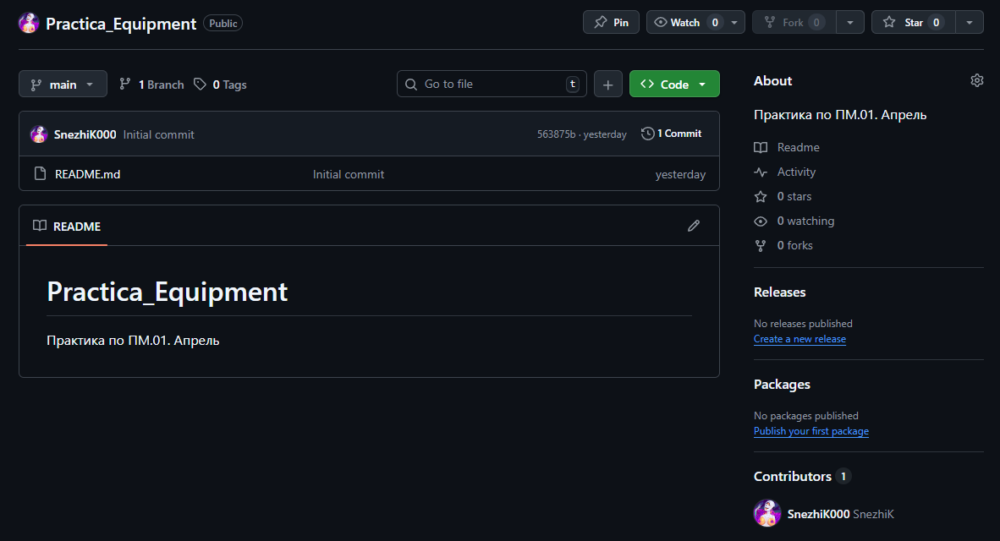 Practica_Equipment Public Pin Watch 0 Fork 0 Star 0
main 1 Branch 0 Tags Go to file t + Code
SnezhiK000 Initial commit 563875b · yesterday 1 Commit
README.md Initial commit yesterday
README
Practica_Equipment
Практика по ПМ.01. Апрель
About
Практика по ПМ.01. Апрель
Readme
Activity
0 stars
0 watching
0 forks
Releases
No releases published
Create a new release
Packages
No packages published
Publish your first package
Contributors 1
SnezhiK000 SnezhiK